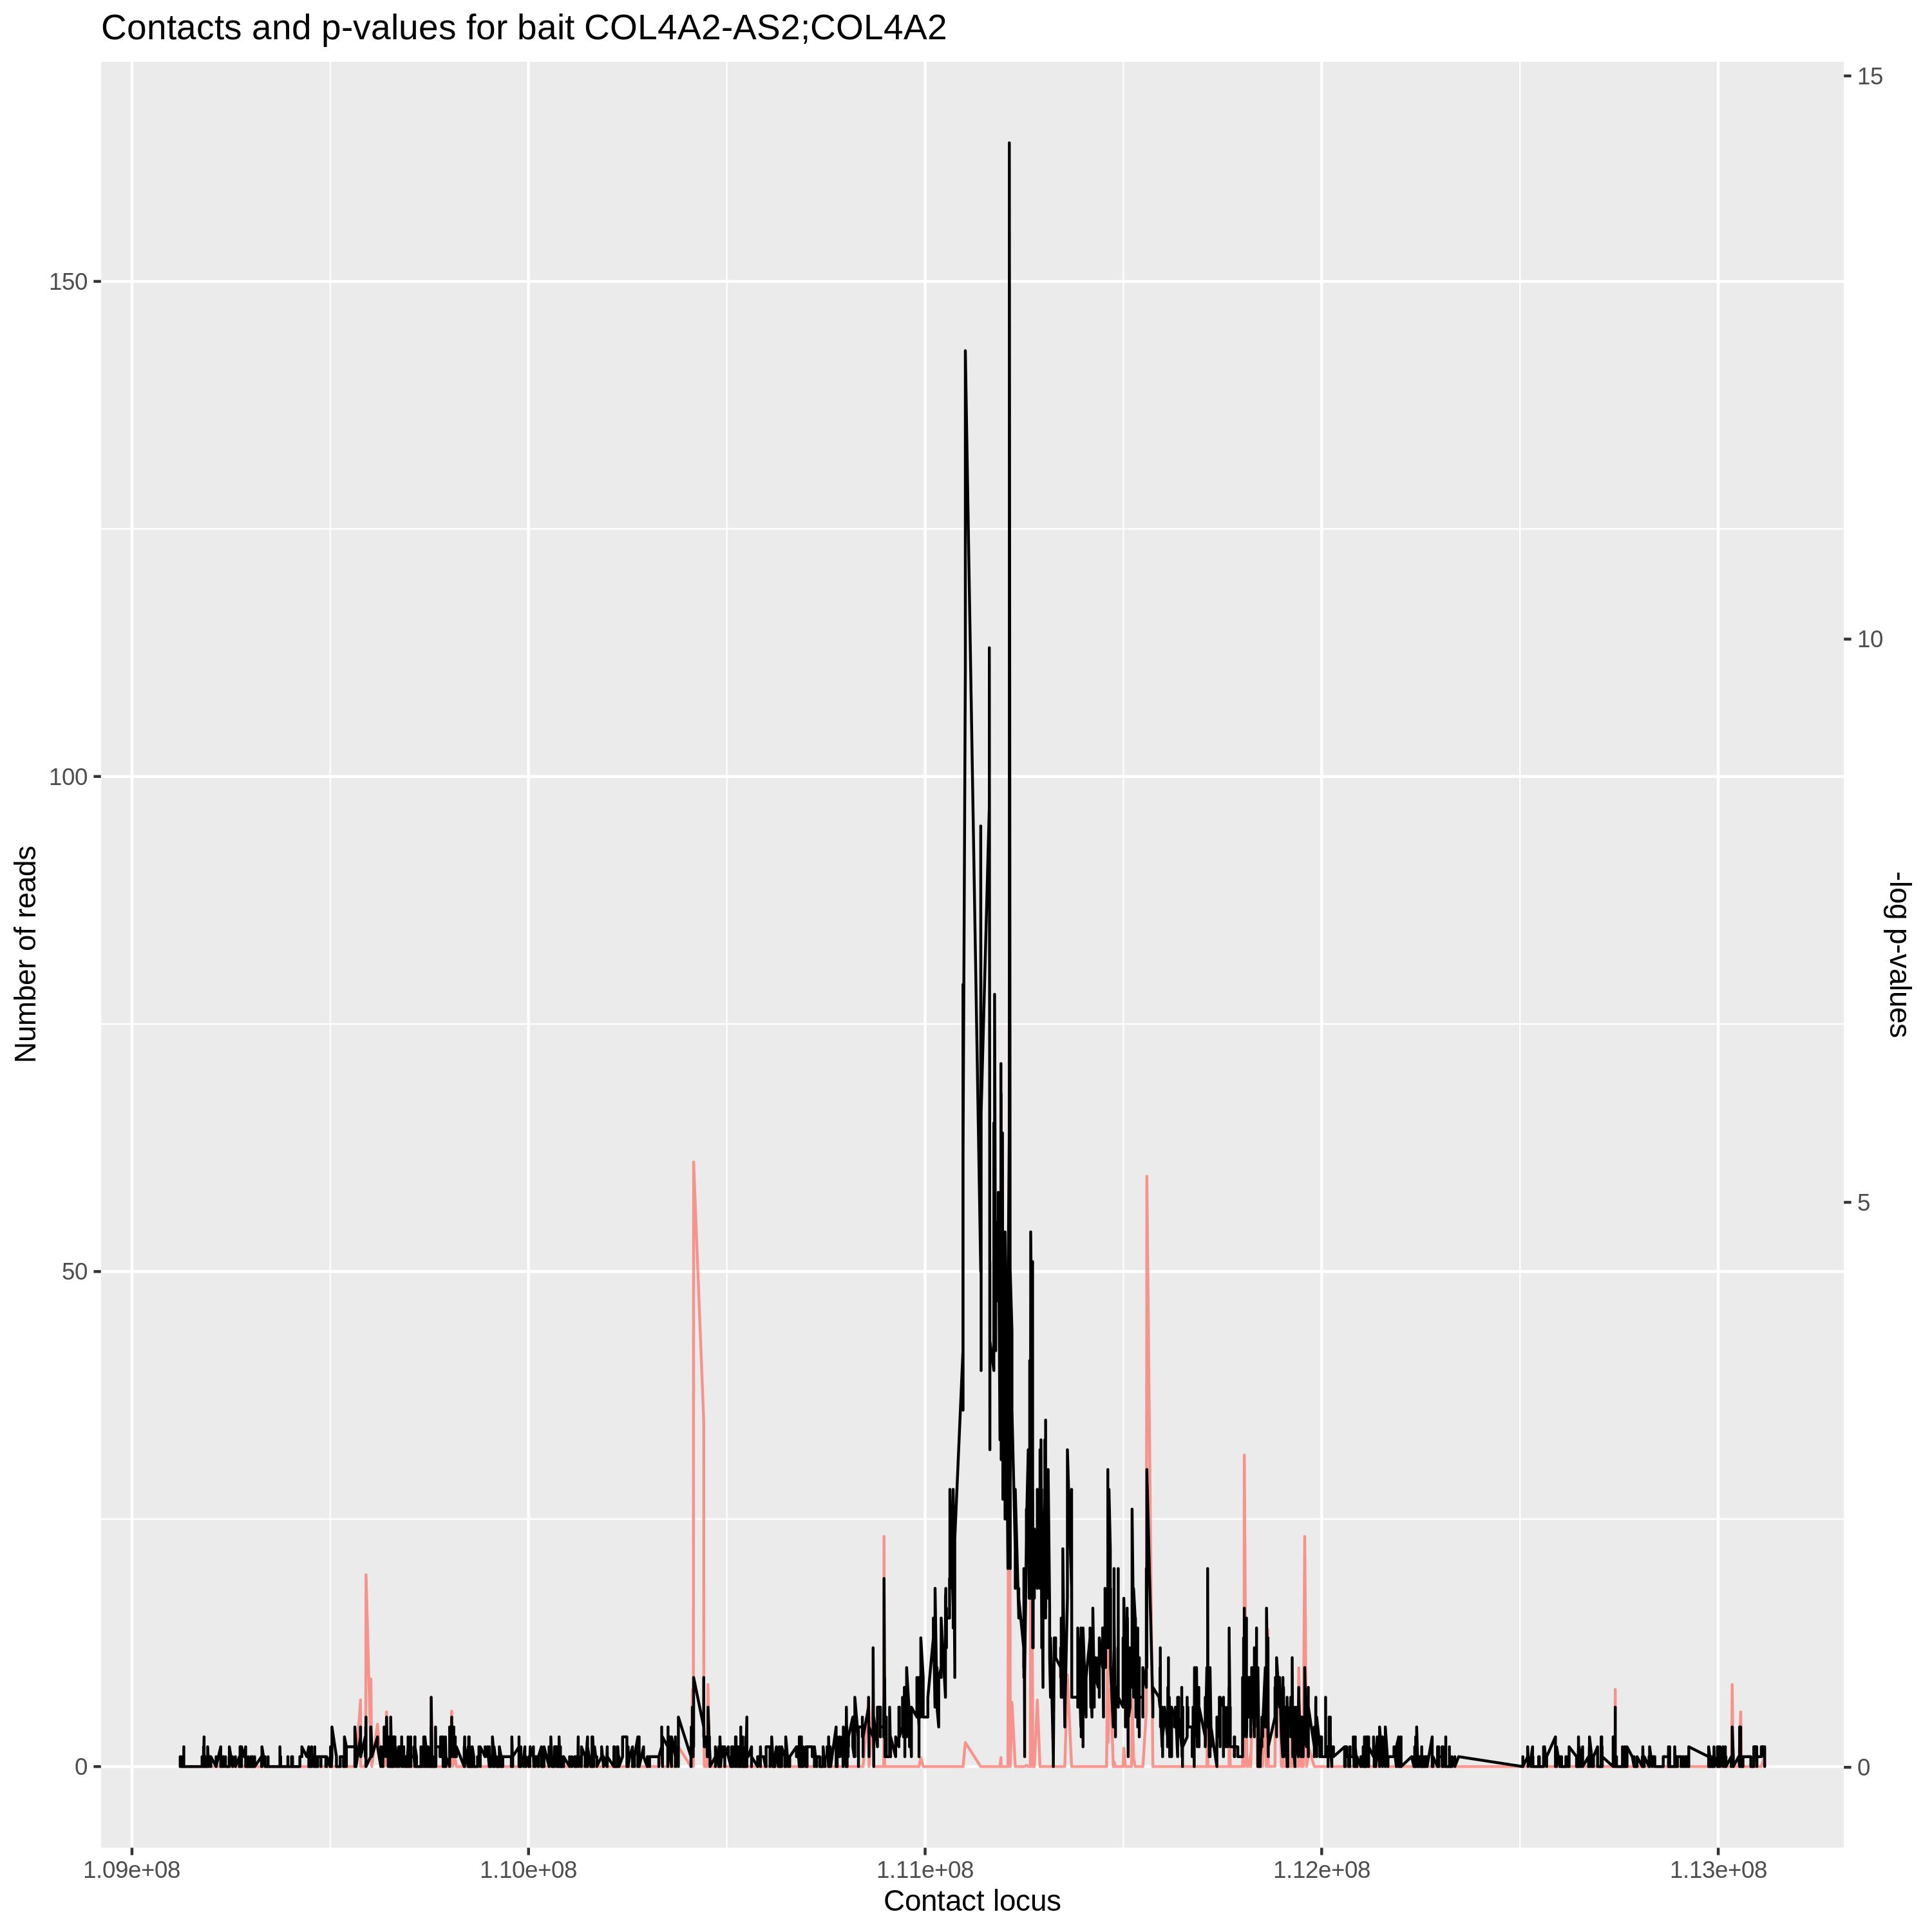 Contacts and p-values for bait COL4A2-AS2;COL4A2
15
150
10
100
Number of reads
-log p-values
5
50
0
0
1.09e+08
1.10e+08
1.11e+08
1.12e+08
1.13e+08
Contact locus